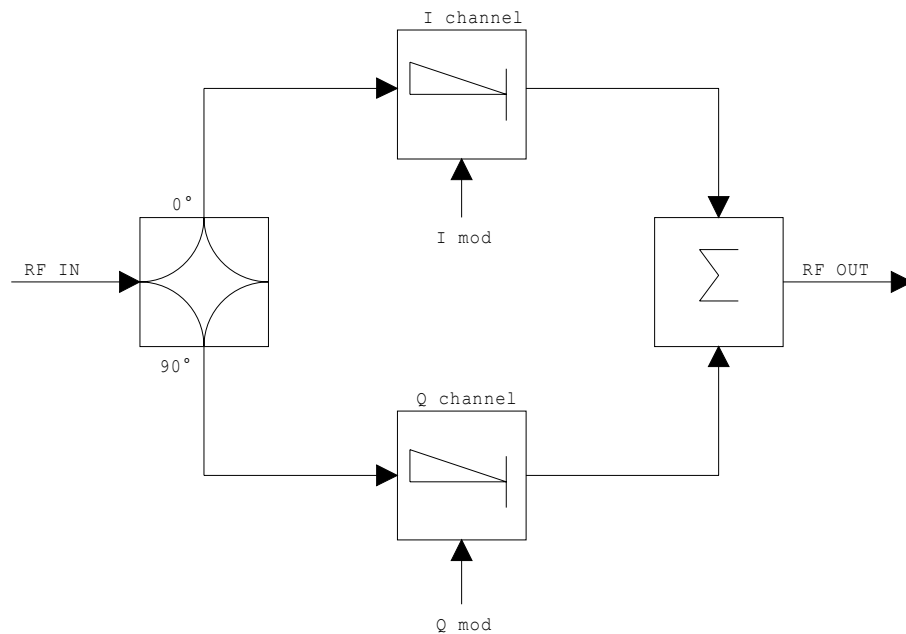 I channel
0°
I mod
RF IN
RF OUT
Σ
90°
Q channel
Q mod